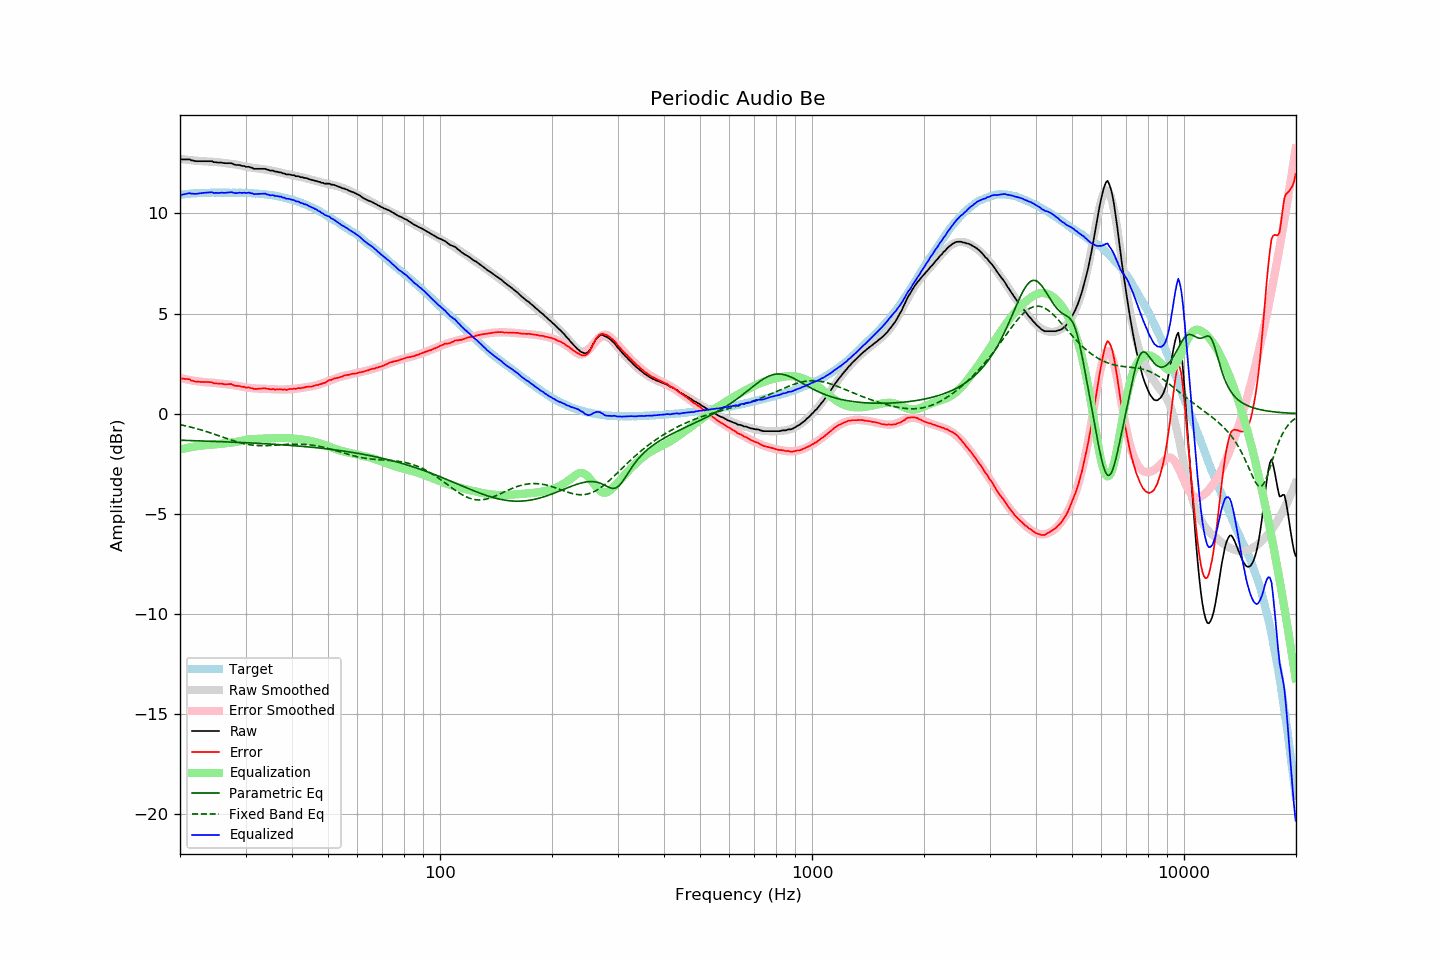 Periodic Audio Be
Amplitude (dBr)
10
5
0
−5
−10
−15
−20
Target
Raw Smoothed
Error Smoothed
Raw
Error
Equalization
Parametric Eq
Fixed Band Eq
Equalized
100
1000
10000
Frequency (Hz)